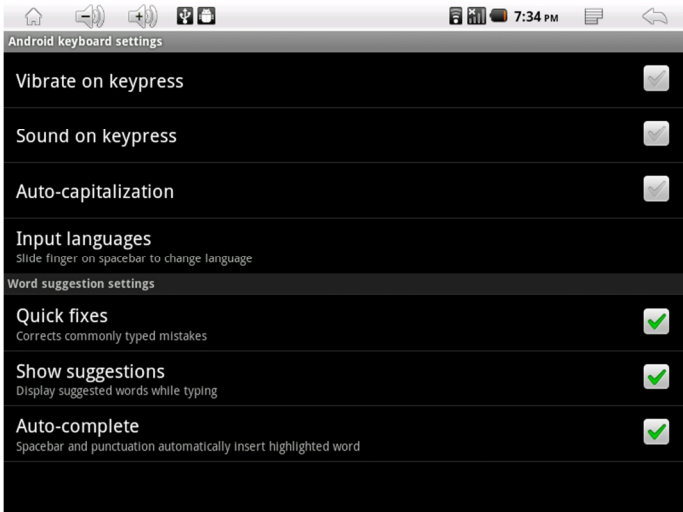 7:34 PM
Android keyboard settings
Vibrate on keypress
Sound on keypress
Auto-capitalization
Input languages
Slide finger on spacebar to change language
Word suggestion settings
Quick fixes
Corrects commonly typed mistakes
Show suggestions
Display suggested words while typing
Auto-complete
Spacebar and punctuation automatically insert highlighted word